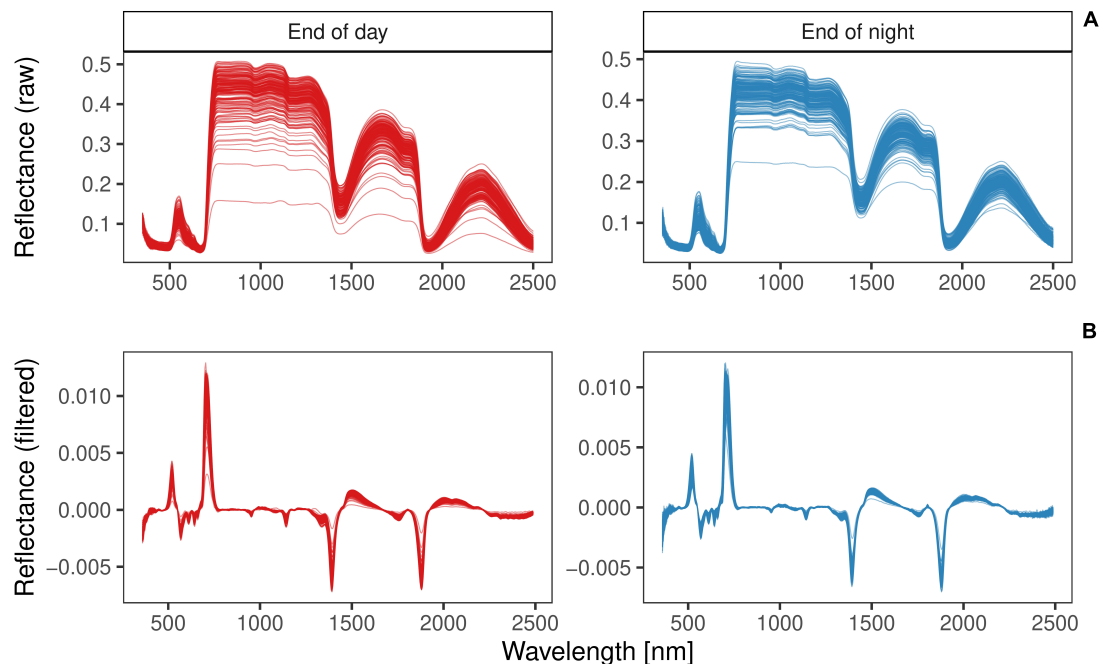 End of day
End of night
A
Reflectance (raw)
0.5
0.4
0.3
0.2
0.1
500 1000 1500 2000 2500
0.5
0.4
0.3
0.2
0.1
500 1000 1500 2000 2500
B
Reflectance (filtered)
0.010
0.005
0.000
−0.005
500 1000 1500 2000 2500
0.010
0.005
0.000
−0.005
500 1000 1500 2000 2500
Wavelength [nm]